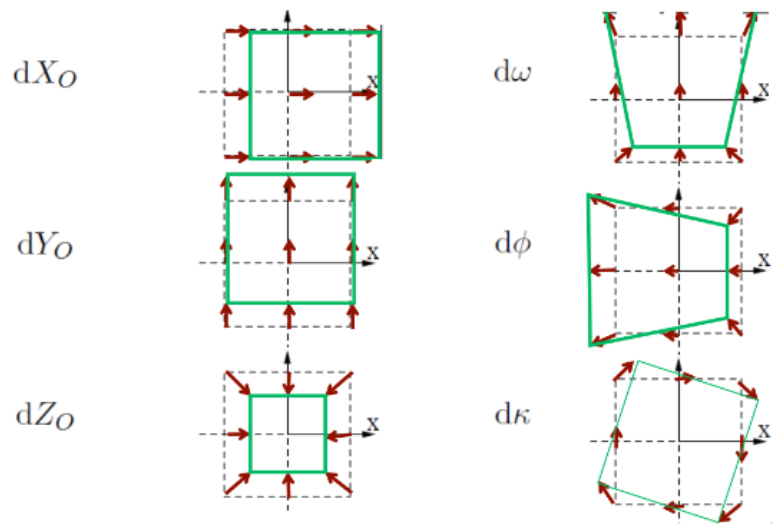 dX_O x
dY_O x
dZ_O x
dω x
dϕ x
dκ x